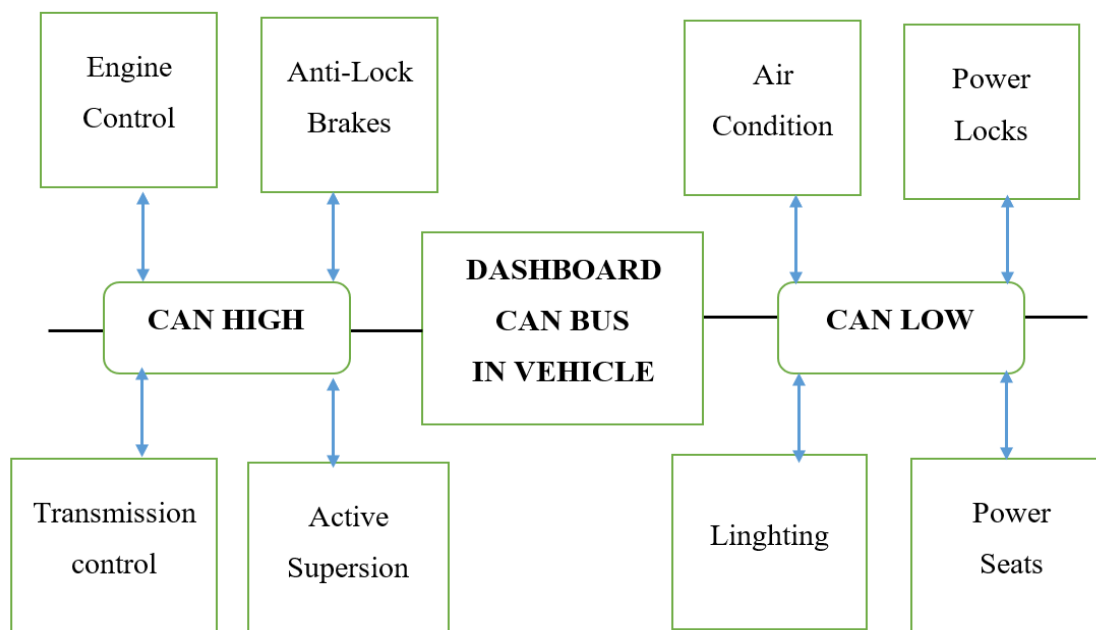 Engine
Control
Anti-Lock
Brakes
Air
Condition
Power
Locks
CAN HIGH
DASHBOARD
CAN BUS
IN VEHICLE
CAN LOW
Transmission
control
Active
Supersion
Linghting
Power
Seats